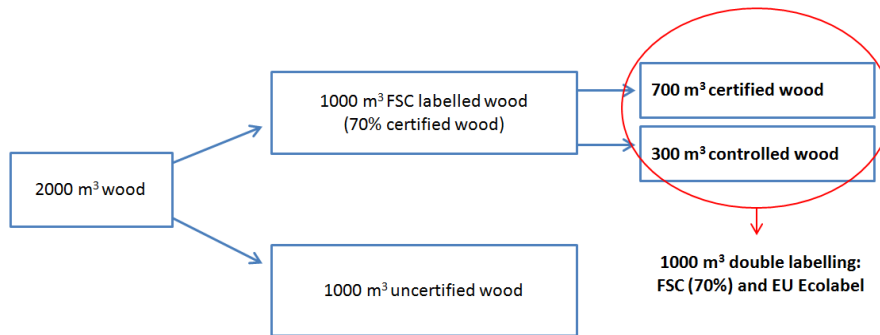 2000 m³ wood
1000 m³ FSC labelled wood
(70% certified wood)
1000 m³ uncertified wood
700 m³ certified wood
300 m³ controlled wood
1000 m³ double labelling:
FSC (70%) and EU Ecolabel